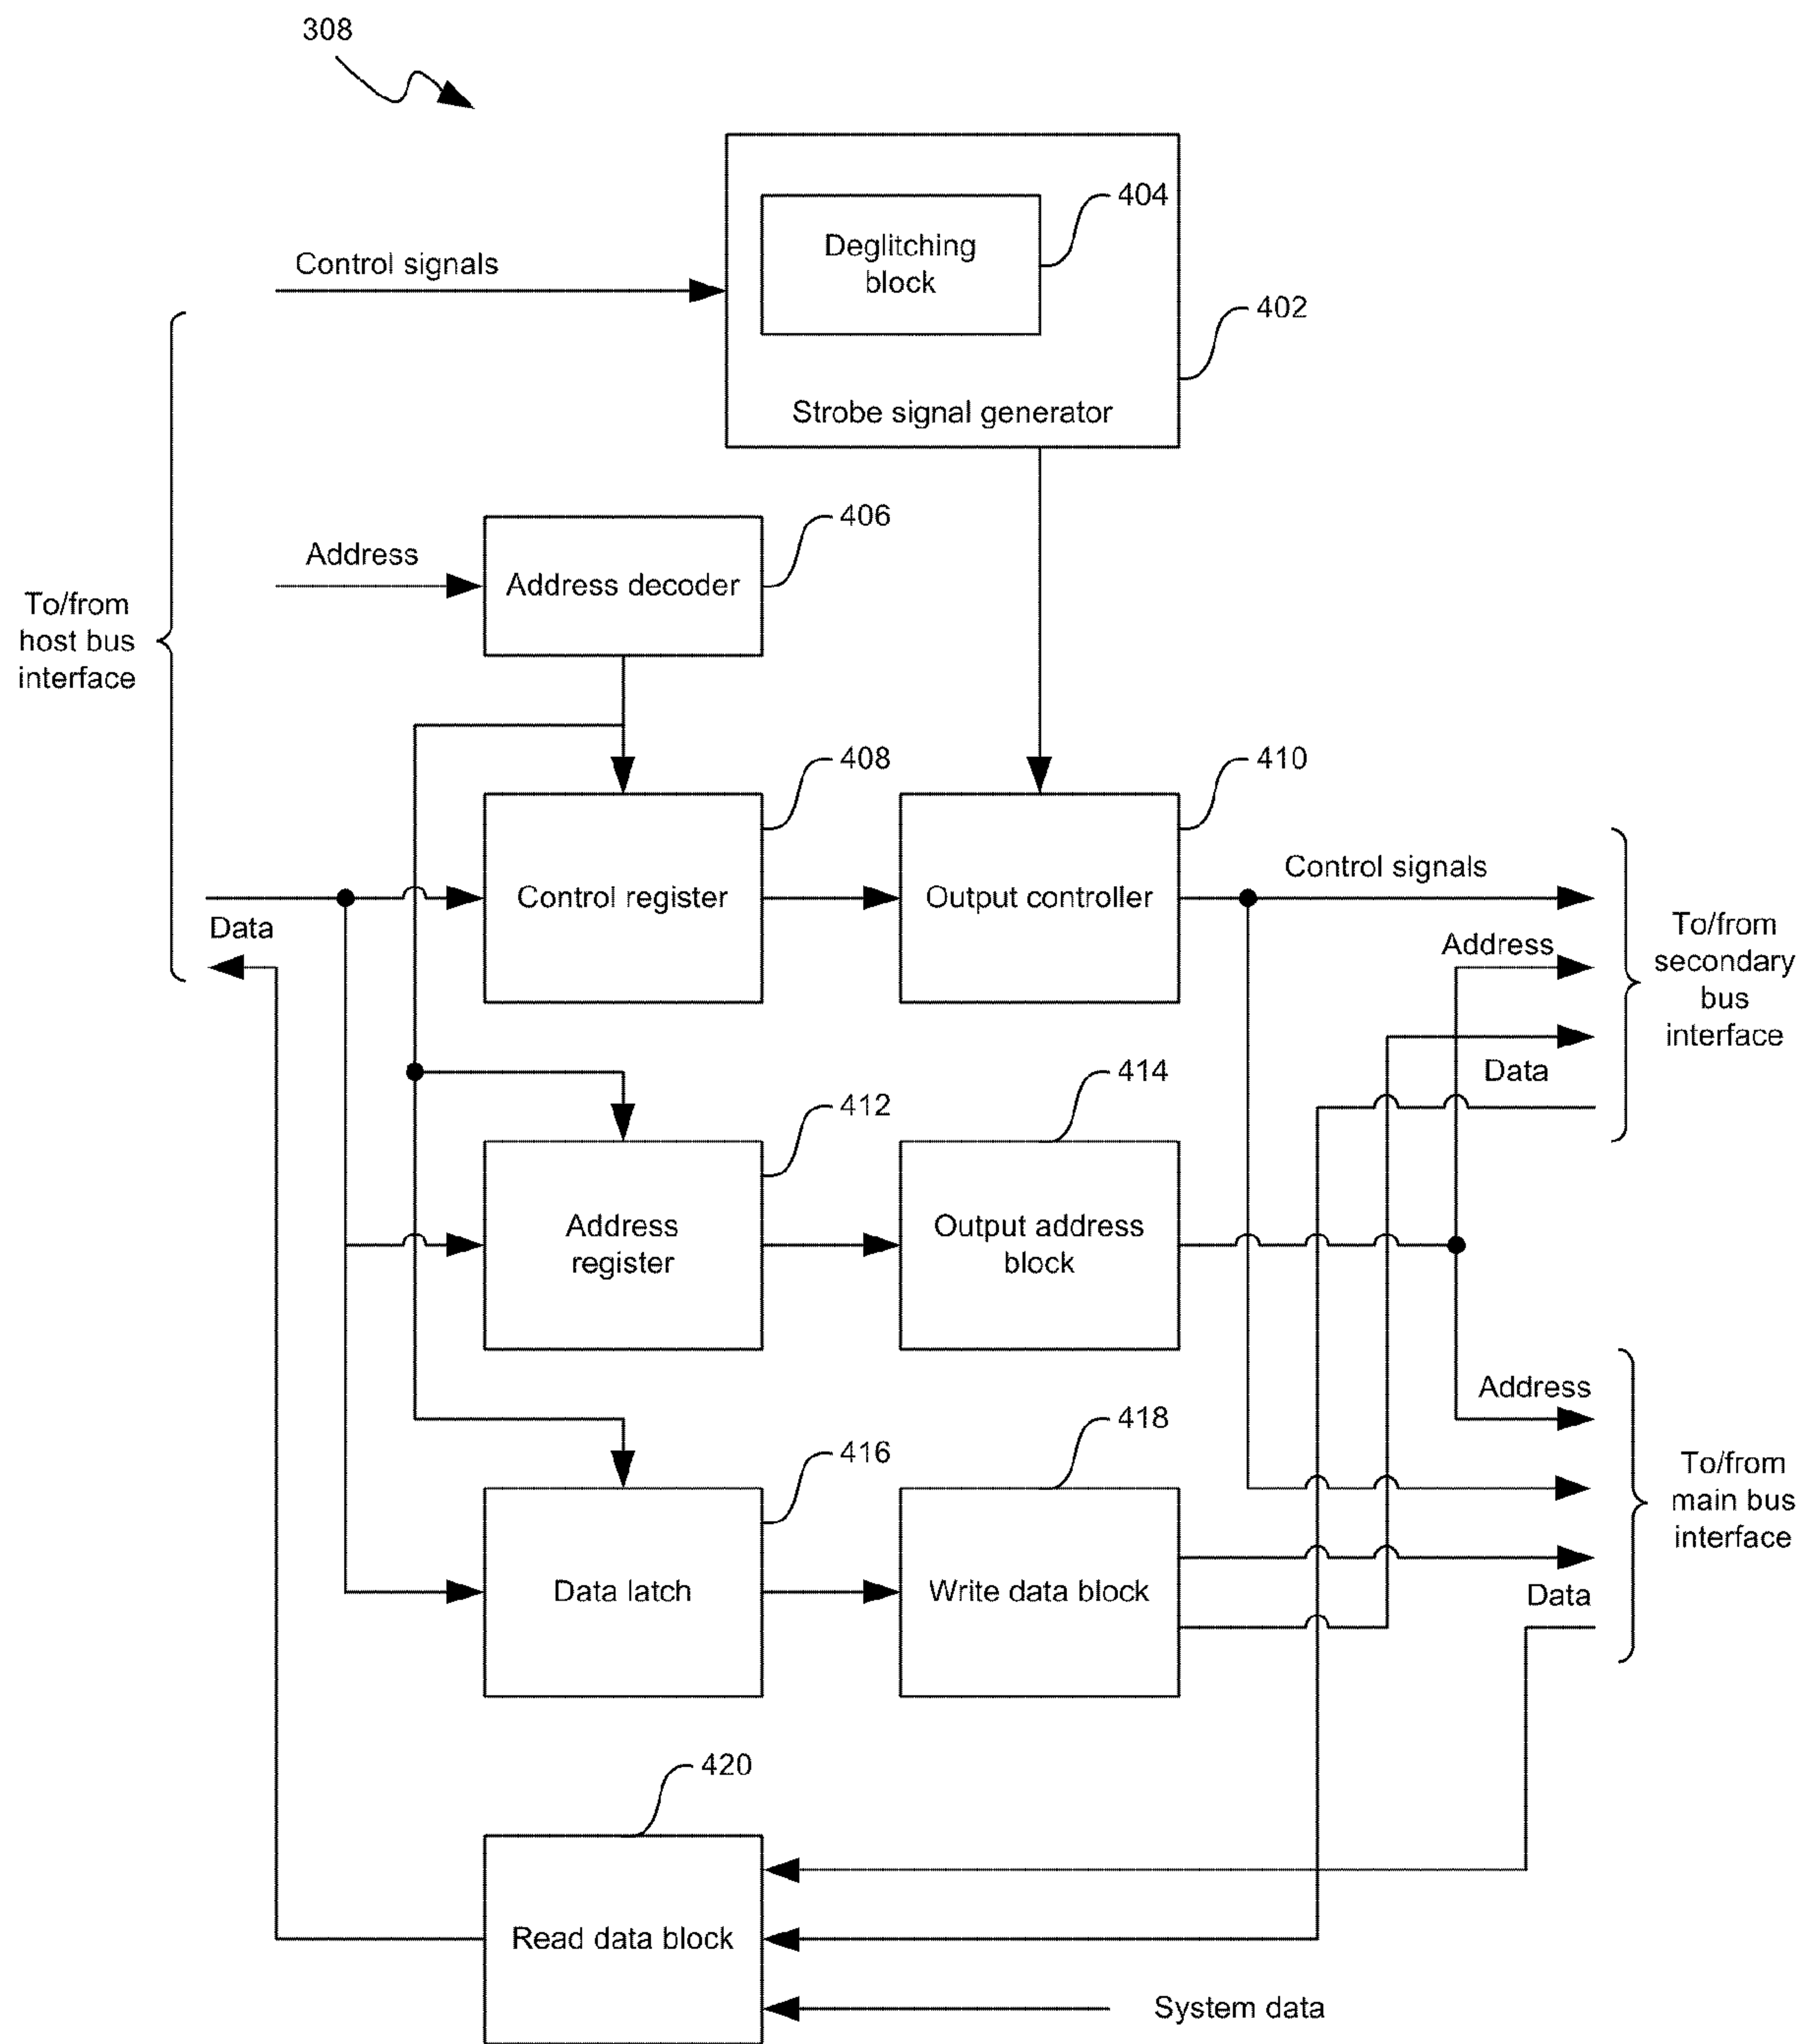 308
404
Deglitching
block
Control signals
402
Strobe signal generator
406
Address
Address decoder
To/from
host bus
interface
408
410
Control signals
Control register
Output controller
Data
To/from
secondary
bus
interface
Address
Data
414
412
Address
register
Output address
block
Address
418
416
To/from
main bus
interface
Data latch
Write data block
Data
420
Read data block
System data